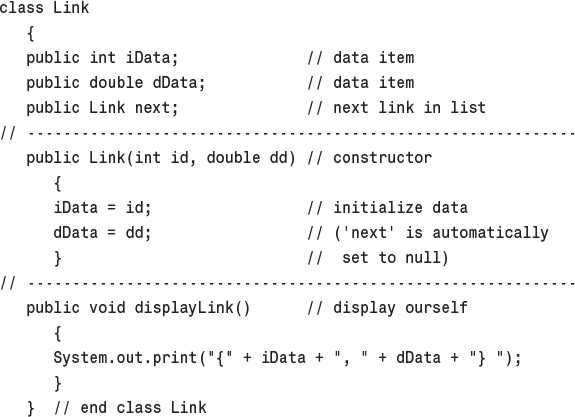 class Link
   {
   public int iData;              // data item
   public double dData;           // data item
   public Link next;              // next link in list
// -------------------------------------------------------------
   public Link(int id, double dd) // constructor
      {
      iData = id;                 // initialize data
      dData = dd;                 // ('next' is automatically
      }                           //  set to null)
// -------------------------------------------------------------
   public void displayLink()      // display ourself
      {
      System.out.print("{" + iData + ", " + dData + "} ");
      }
   }  // end class Link